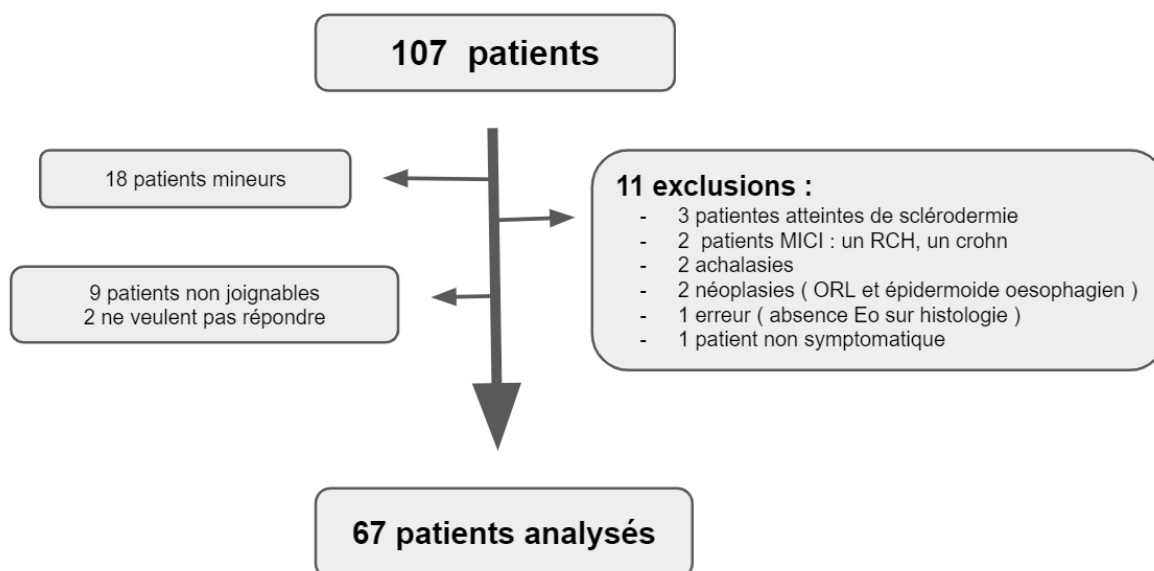 107 patients
18 patients mineurs
11 exclusions :
- 3 patientes atteintes de sclérodermie
- 2 patients MICI : un RCH, un crohn
- 2 achalasies
- 2 néoplasies ( ORL et épidermoide oesophagien )
- 1 erreur ( absence Eo sur histologie )
- 1 patient non symptomatique
9 patients non joignables
2 ne veulent pas répondre
67 patients analysés